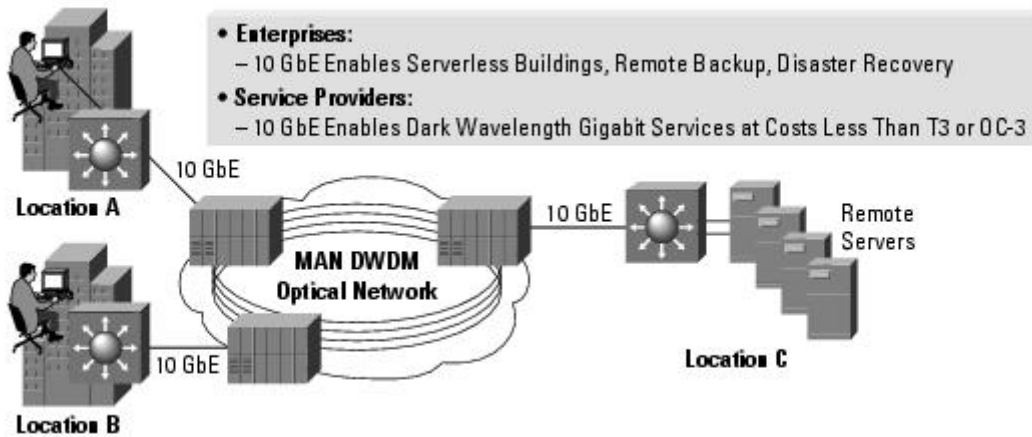 • Enterprises:
– 10 GbE Enables Serverless Buildings, Remote Backup, Disaster Recovery
• Service Providers:
– 10 GbE Enables Dark Wavelength Gigabit Services at Costs Less Than T3 or OC-3
10 GbE
Location A
10 GbE
Remote
Servers
MAN DWDM
Optical Network
10 GbE
Location C
Location B